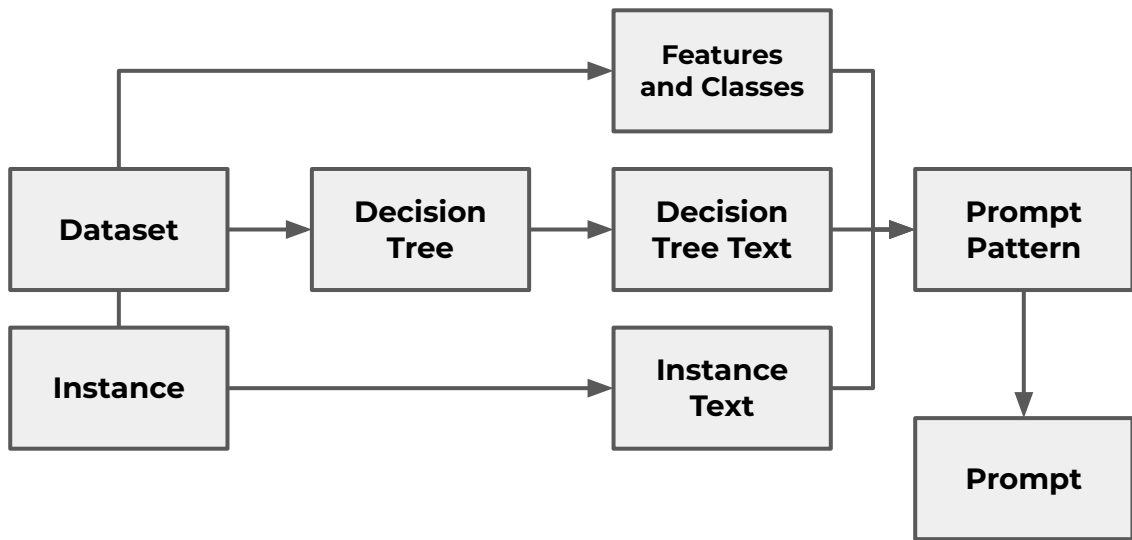 Features
and Classes
Dataset
Decision
Tree
Decision
Tree Text
Prompt
Pattern
Instance
Instance
Text
Prompt